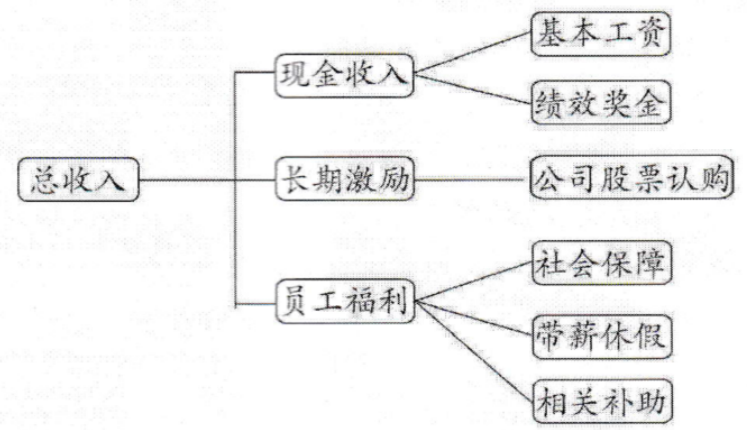 总收入
现金收入
基本工资
绩效奖金
长期激励
公司股票认购
员工福利
社会保障
带薪休假
相关补助